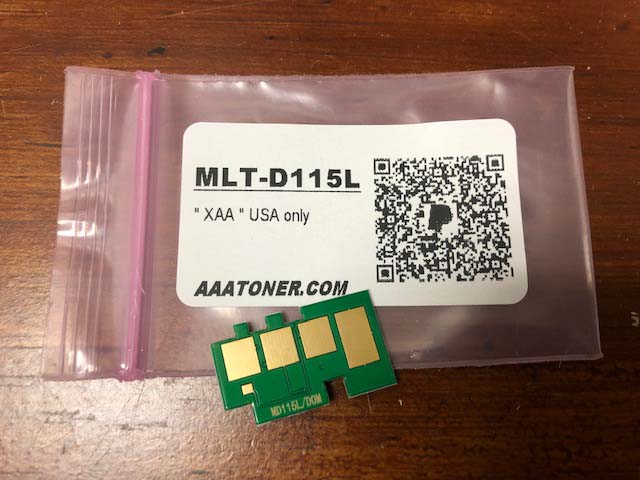 MLT-D115L
" XAA " USA only
AAATONER.COM
MD115L/DOM